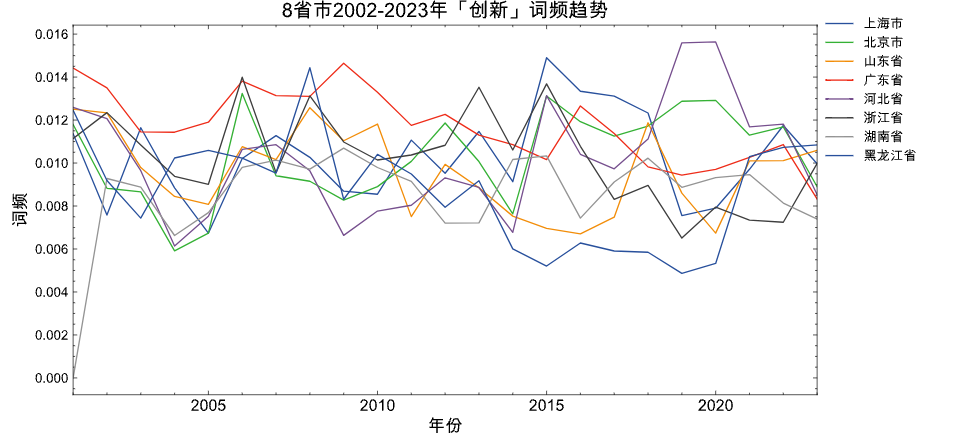 8省市2002-2023年「创新」词频趋势
0.016
0.014
0.012
0.010
0.008
0.006
0.004
0.002
0.000
词频
2005 2010 2015 2020
年份
上海市
北京市
山东省
广东省
河北省
浙江省
湖南省
黑龙江省